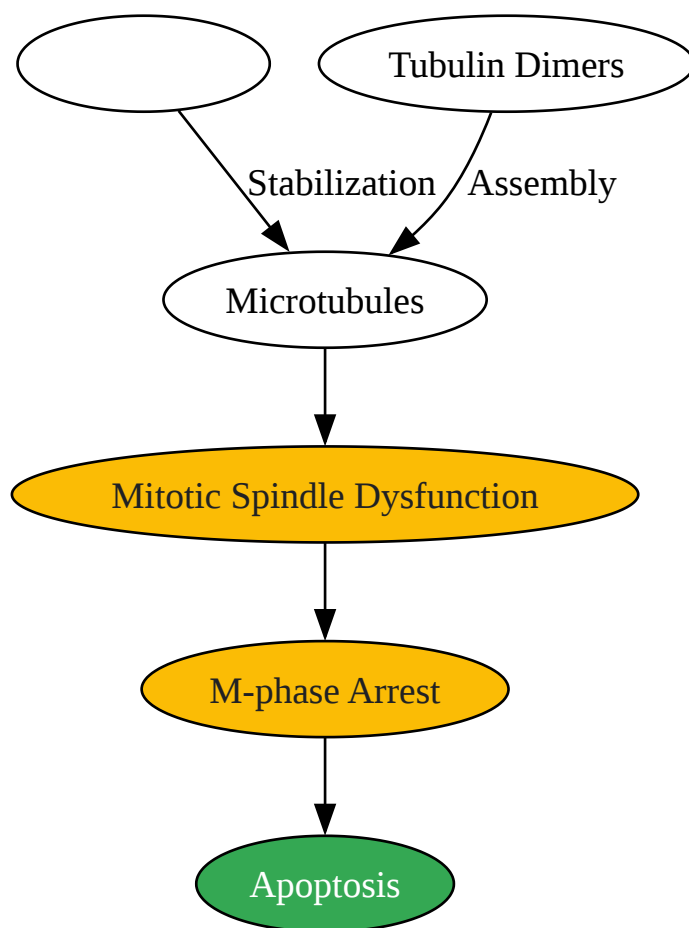 Tubulin Dimers
Stabilization
Assembly
Microtubules
Mitotic Spindle Dysfunction
M-phase Arrest
Apoptosis